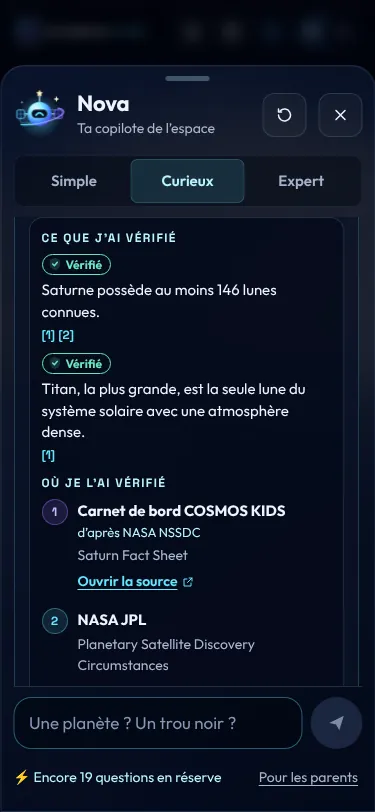 Nova
Ta copilote de l'espace
Simple
Curieux
Expert
CE QUE J'AI VÉRIFIÉ
Vérifié
Saturne possède au moins 146 lunes
connues.
[1] [2]
Vérifié
Titan, la plus grande, est la seule lune du
système solaire avec une atmosphère
dense.
[1]
OÙ JE L'AI VÉRIFIÉ
1
Carnet de bord COSMOS KIDS
d'après NASA NSSDC
Saturn Fact Sheet
Ouvrir la source
2
NASA JPL
Planetary Satellite Discovery
Circumstances
Une planète ? Un trou noir ?
⚡ Encore 19 questions en réserve
Pour les parents